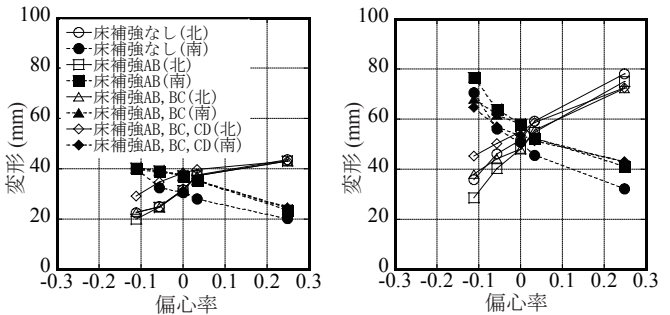 100
80
60
40
20
0
変形 (mm)
床補強なし(北)
床補強なし(南)
床補強AB(北)
床補強AB(南)
床補強AB,BC(北)
床補強AB,BC(南)
床補強AB,BC,CD(北)
床補強AB,BC,CD(南)
-0.3 -0.2 -0.1 0 0.1 0.2 0.3
偏心率
100
80
60
40
20
0
変形 (mm)
-0.3 -0.2 -0.1 0 0.1 0.2 0.3
偏心率